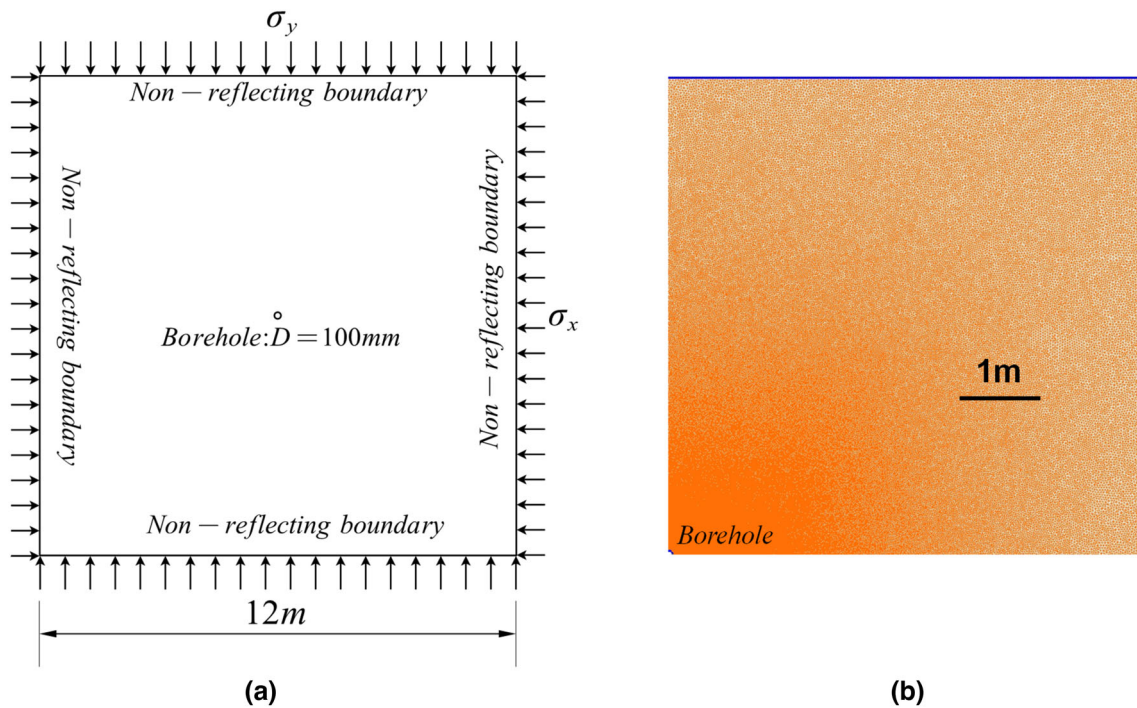 σy
Non – reflecting boundary
Non – reflecting boundary
Non – reflecting boundary
σx
Borehole:D = 100mm
Non – reflecting boundary
12m
(a)
1m
Borehole
(b)